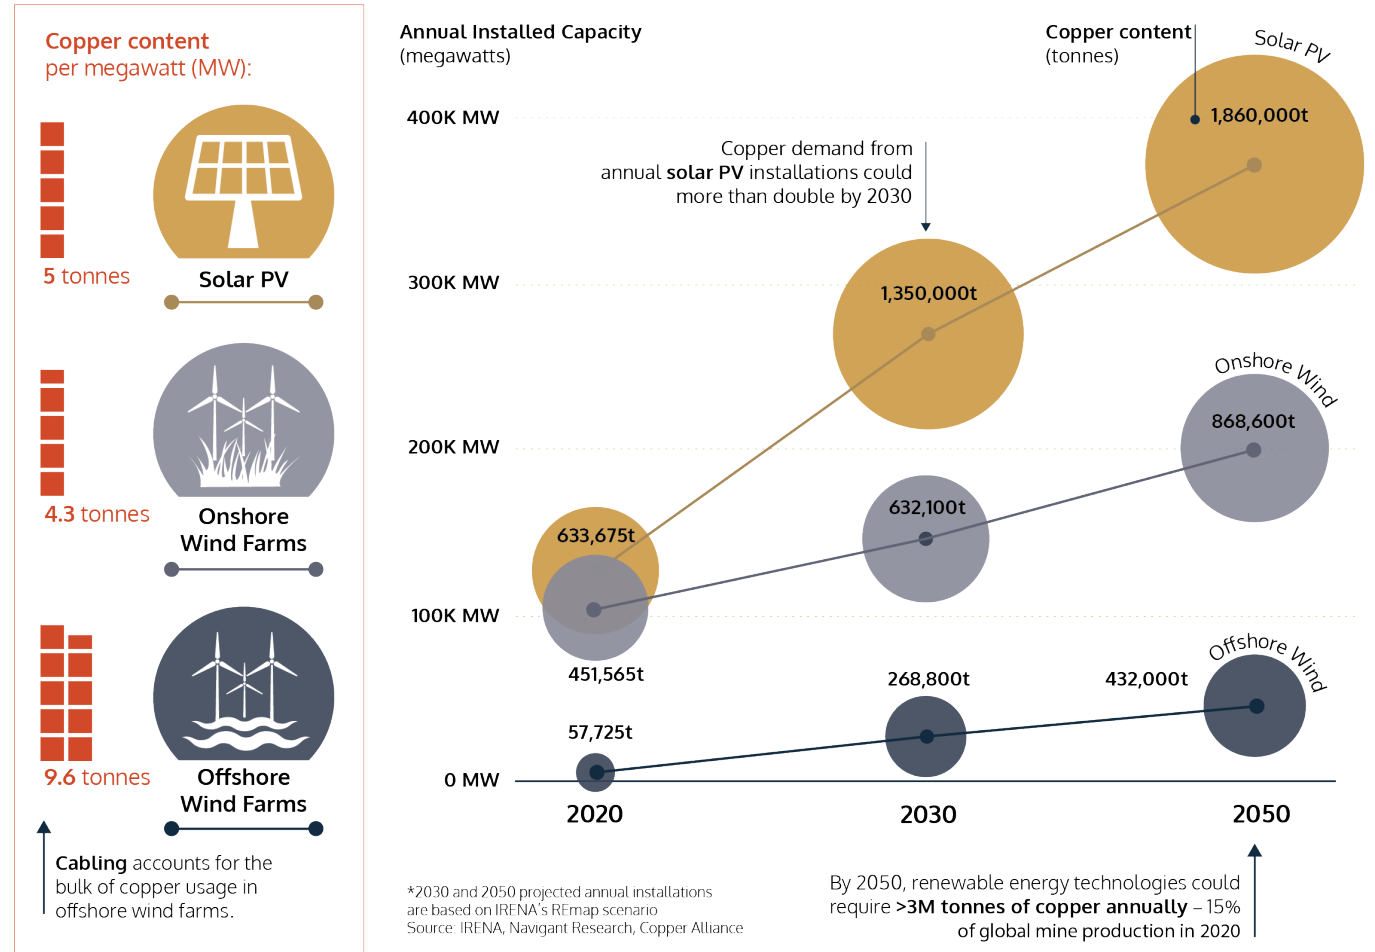 Copper content
per megawatt (MW):
5 tonnes
Solar PV
4.3 tonnes
Onshore
Wind Farms
9.6 tonnes
Offshore
Wind Farms
Cabling accounts for the
bulk of copper usage in
offshore wind farms.
Annual Installed Capacity
(megawatts)
Copper content
(tonnes)
Solar PV
400K MW
1,860,000t
Copper demand from
annual solar PV installations could
more than double by 2030
300K MW
1,350,000t
Onshore Wind
200K MW
868,600t
632,100t
633,675t
100K MW
451,565t
Offshore Wind
268,800t
432,000t
57,725t
0 MW
2020
2030
2050
*2030 and 2050 projected annual installations
are based on IRENA's REmap scenario
Source: IRENA, Navigant Research, Copper Alliance
By 2050, renewable energy technologies could
require >3M tonnes of copper annually – 15%
of global mine production in 2020